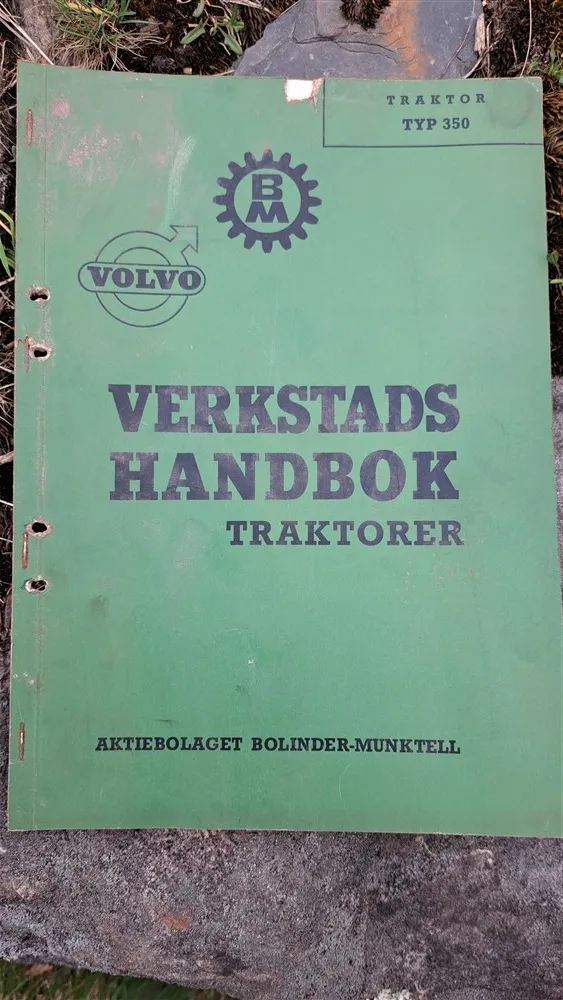 TRAKTOR
TYP 350
BM
VOLVO
VERKSTADS
HANDBOK
TRAKTORER
AKTIEBOLAGET BOLINDER-MUNKTELL